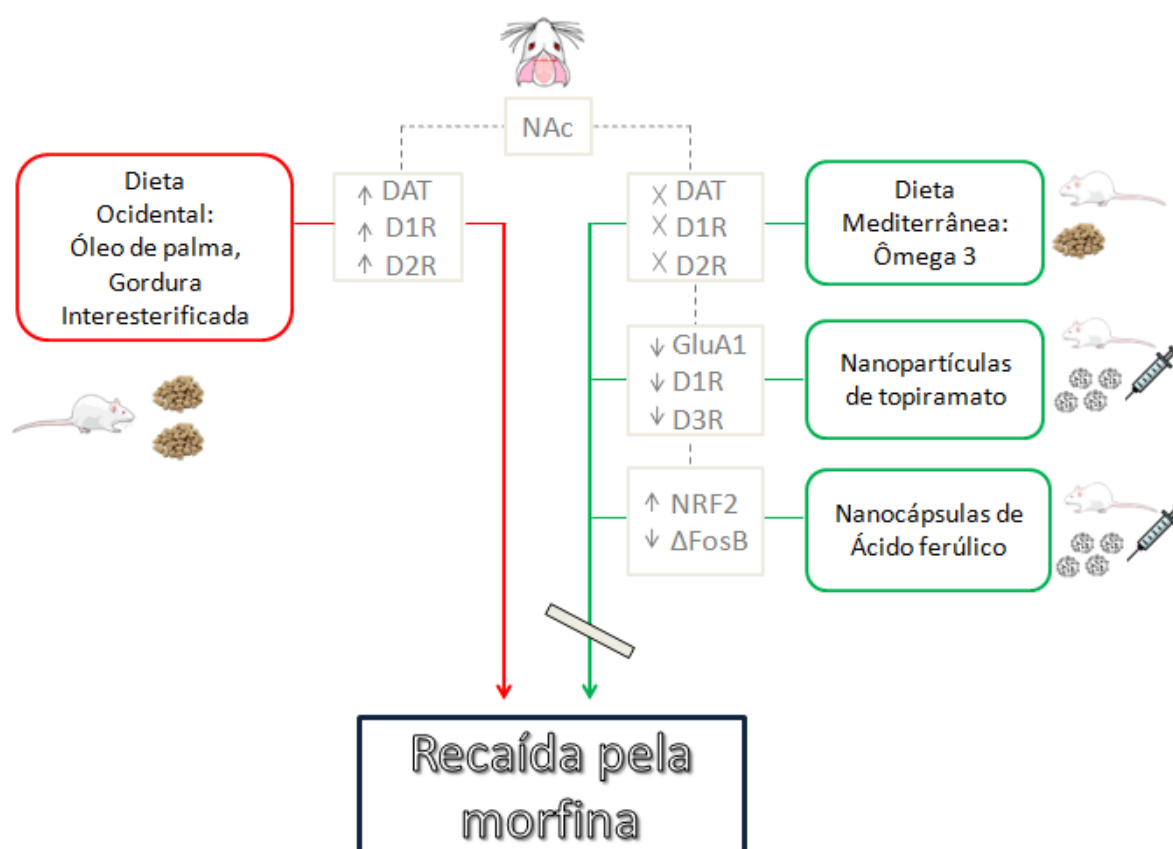 NAc
Dieta
Ocidental:
Óleo de palma,
Gordura
Interesterificada
↑ DAT
↑ D1R
↑ D2R
X DAT
X D1R
X D2R
Dieta
Mediterrânea:
Ômega 3
↓ GluA1
↓ D1R
↓ D3R
Nanopartículas
de topiramato
↑ NRF2
↓ ΔFosB
Nanocápsulas de
Ácido ferúlico
Recaída pela
morfina